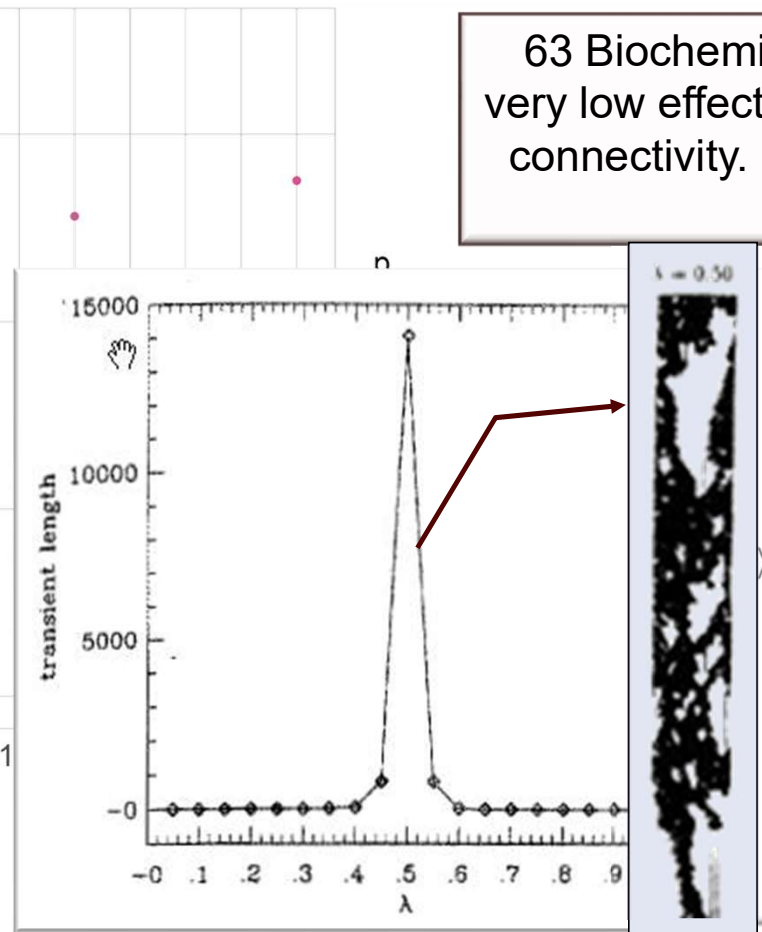 63 Biochemi
very low effect
connectivity.
n
λ = 0.50
15000
10000
transient length
5000
1
-0
-0 .1 .2 .3 .4 .5 .6 .7 .8 .9
λ